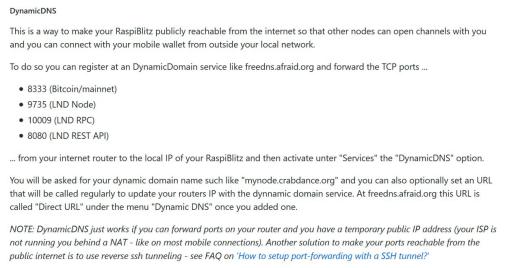 DynamicDNS
This is a way to make your RaspiBlitz publicly reachable from the internet so that other nodes can open channels with you
and you can connect with your mobile wallet from outside your local network.
To do so you can register at an DynamicDomain service like freedns.afraid.org and forward the TCP ports ...
• 8333 (Bitcoin/mainnet)
• 9735 (LND Node)
• 10009 (LND RPC)
• 8080 (LND REST API)
... from your internet router to the local IP of your RaspiBlitz and then activate unter "Services" the "DynamicDNS" option.
You will be asked for your dynamic domain name such like "mynode.crabdance.org" and you can also optionally set an URL
that will be called regularly to update your routers IP with the dynnamic domain service. At freedns.afraid.org this URL is
called "Direct URL" under the menu "Dynamic DNS" once you added one.
NOTE: DynamicDNS just works if you can forward ports on your router and you have a temporary public IP address (your ISP is
not running you behind a NAT - like on most mobile connections). Another solution to make your ports reachable from the
public internet is to use reverse ssh tunneling - see FAQ on 'How to setup port-forwarding with a SSH tunnel?'